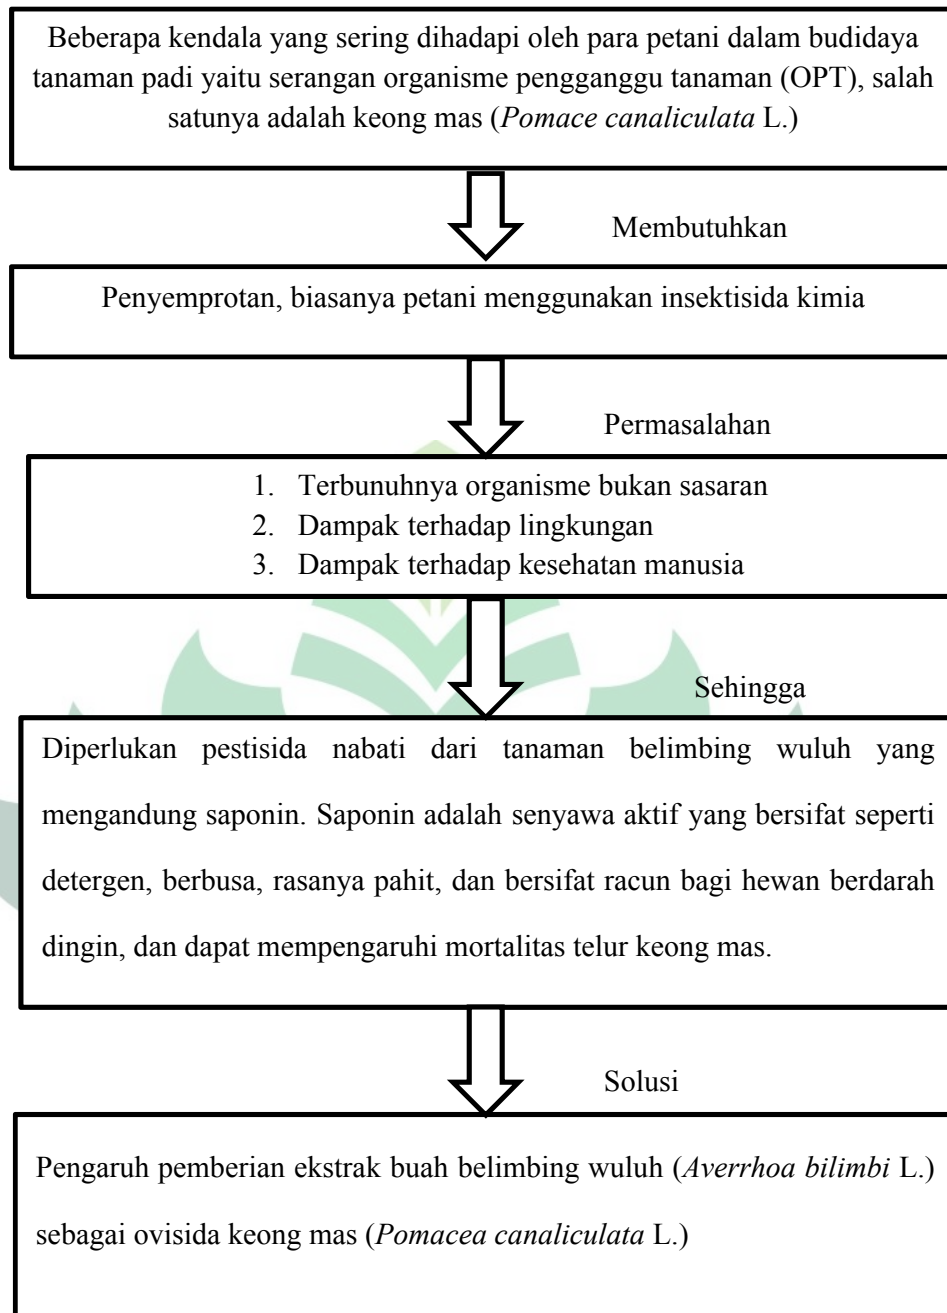 Beberapa kendala yang sering dihadapi oleh para petani dalam budidaya
tanaman padi yaitu serangan organisme pengganggu tanaman (OPT), salah
satunya adalah keong mas (Pomace canaliculata L.)
Membutuhkan
Penyemprotan, biasanya petani menggunakan insektisida kimia
Permasalahan
1. Terbunuhnya organisme bukan sasaran
2. Dampak terhadap lingkungan
3. Dampak terhadap kesehatan manusia
Sehingga
Diperlukan pestisida nabati dari tanaman belimbing wuluh yang
mengandung saponin. Saponin adalah senyawa aktif yang bersifat seperti
detergen, berbusa, rasanya pahit, dan bersifat racun bagi hewan berdarah
dingin, dan dapat mempengaruhi mortalitas telur keong mas.
Solusi
Pengaruh pemberian ekstrak buah belimbing wuluh (Averrhoa bilimbi L.)
sebagai ovisida keong mas (Pomacea canaliculata L.)